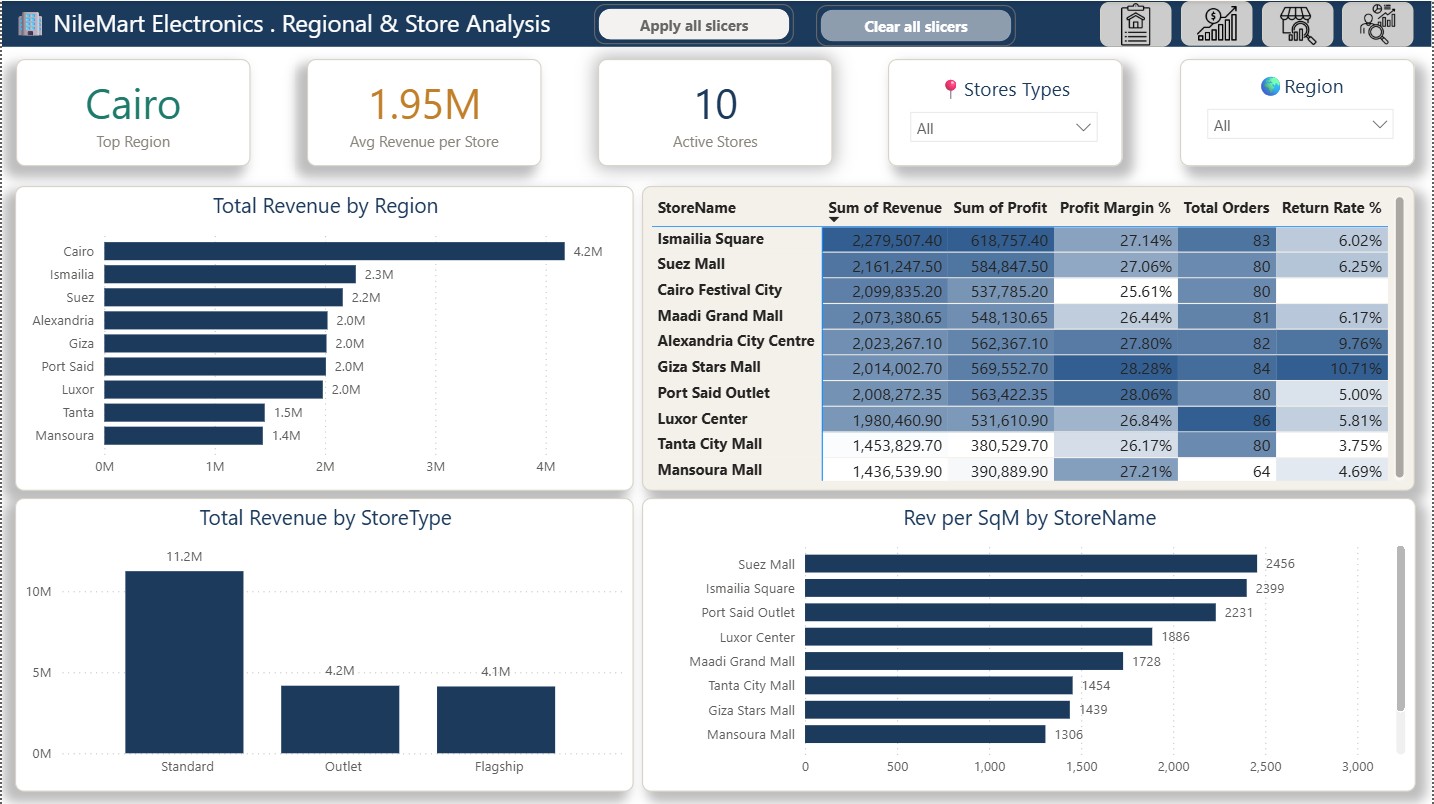 NileMart Electronics . Regional & Store Analysis
Apply all slicers
Clear all slicers
Cairo
Top Region
1.95M
Avg Revenue per Store
10
Active Stores
Stores Types
All
Region
All
Total Revenue by Region
Cairo 4.2M
Ismailia 2.3M
Suez 2.2M
Alexandria 2.0M
Giza 2.0M
Port Said 2.0M
Luxor 2.0M
Tanta 1.5M
Mansoura 1.4M
0M 1M 2M 3M 4M
StoreName Sum of Revenue Sum of Profit Profit Margin % Total Orders Return Rate %
Ismailia Square 2,279,507.40 618,757.40 27.14% 83 6.02%
Suez Mall 2,161,247.50 584,847.50 27.06% 80 6.25%
Cairo Festival City 2,099,835.20 537,785.20 25.61% 80
Maadi Grand Mall 2,073,380.65 548,130.65 26.44% 81 6.17%
Alexandria City Centre 2,023,267.10 562,367.10 27.80% 82 9.76%
Giza Stars Mall 2,014,002.70 569,552.70 28.28% 84 10.71%
Port Said Outlet 2,008,272.35 563,422.35 28.06% 80 5.00%
Luxor Center 1,980,460.90 531,610.90 26.84% 86 5.81%
Tanta City Mall 1,453,829.70 380,529.70 26.17% 80 3.75%
Mansoura Mall 1,436,539.90 390,889.90 27.21% 64 4.69%
Total Revenue by StoreType
11.2M
10M
4.2M
4.1M
5M
0M
Standard Outlet Flagship
Rev per SqM by StoreName
Suez Mall 2456
Ismailia Square 2399
Port Said Outlet 2231
Luxor Center 1886
Maadi Grand Mall 1728
Tanta City Mall 1454
Giza Stars Mall 1439
Mansoura Mall 1306
0 500 1,000 1,500 2,000 2,500 3,000